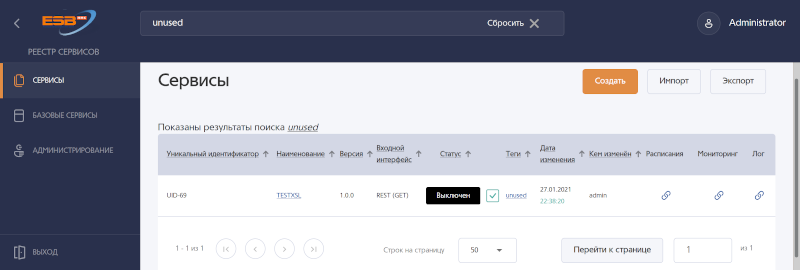 ESB
unused
Сбросить
Administrator
РЕЕСТР СЕРВИСОВ
СЕРВИСЫ
БАЗОВЫЕ СЕРВИСЫ
АДМИНИСТРИРОВАНИЕ
ВЫХОД
Сервисы
Создать
Импорт
Экспорт
Показаны результаты поиска unused
Уникальный идентификатор
Наименование
Версия
Входной
интерфейс
Статус
Теги
Дата
изменения
Кем изменён
Расписания
Мониторинг
Лог
UID-69
TESTXSL
1.0.0
REST (GET)
Выключен
unused
27.01.2021
22:38:20
admin
1 - 1 из 1
Строк на страницу
50
Перейти к странице
1
из 1